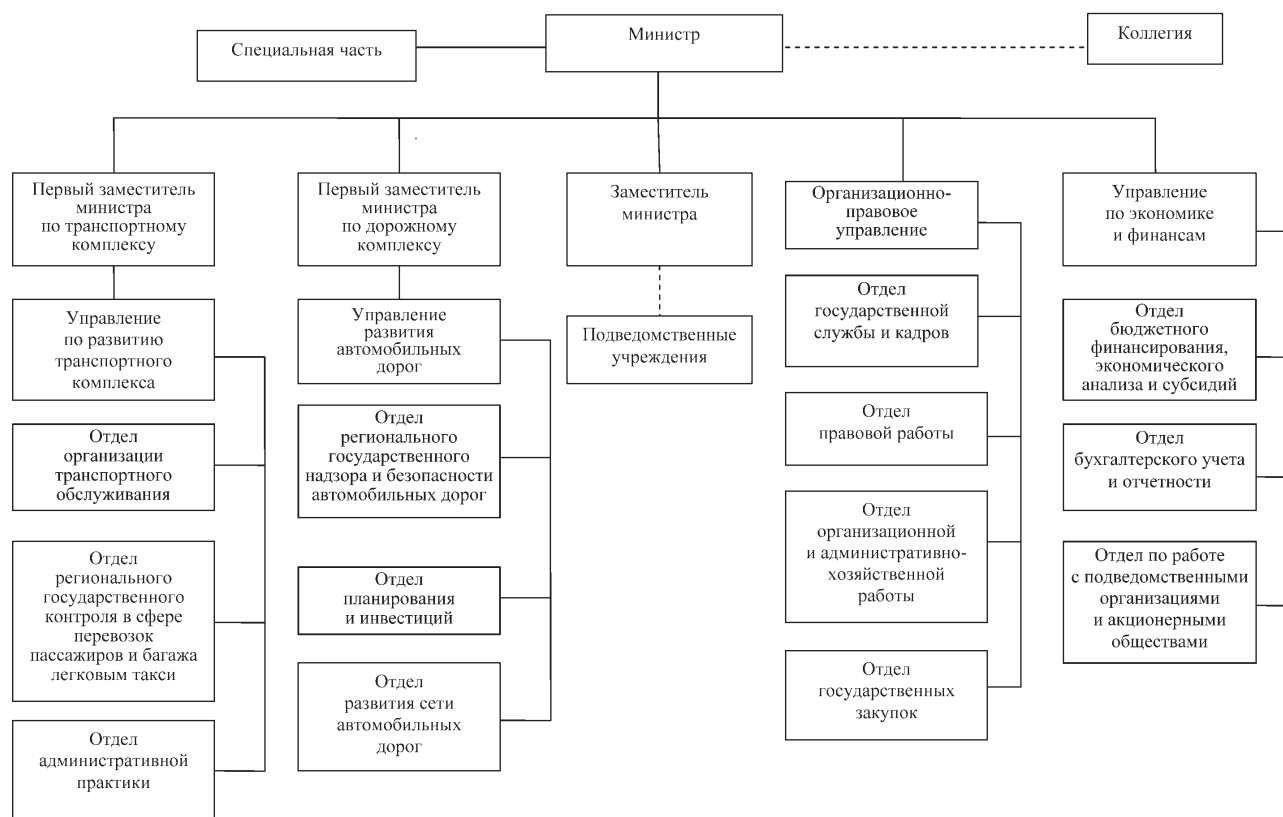 Специальная часть
Министр
Коллегия
Первый заместитель
министра
по транспортному
комплексу
Управление
по развитию
транспортного
комплекса
Отдел
организации
транспортного
обслуживания
Отдел
регионального
государственного
контроля в сфере
перевозок
пассажиров и багажа
легковым такси
Отдел
административной
практики
Первый заместитель
министра
по дорожному
комплексу
Управление
развития
автомобильных
дорог
Отдел
регионального
государственного
надзора и безопасности
автомобильных дорог
Отдел
планирования
и инвестиций
Отдел
развития сети
автомобильных
дорог
Заместитель
министра
Подведомственные
учреждения
Организационно-
правовое
управление
Отдел
государственной
службы и кадров
Отдел
правовой работы
Отдел
организационной
и административно-
хозяйственной
работы
Отдел
государственных
закупок
Управление
по экономике
и финансам
Отдел
бюджетного
финансирования,
экономического
анализа и субсидий
Отдел
бухгалтерского учета
и отчетности
Отдел по работе
с подведомственными
организациями
и акционерными
обществами